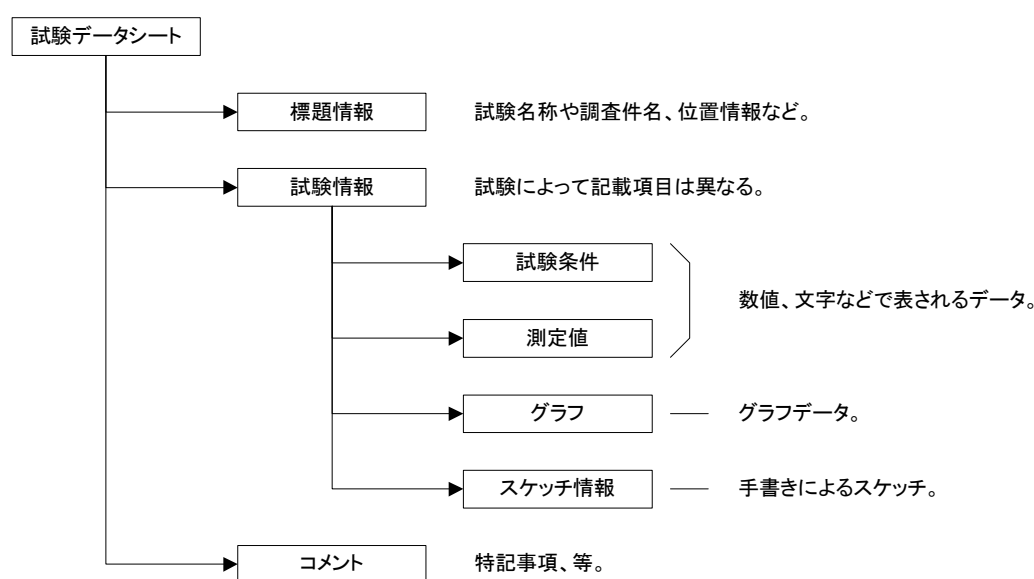 試験データシート
標題情報 試験名称や調査件名、位置情報など。
試験情報 試験によって記載項目は異なる。
試験条件
数値、文字などで表されるデータ。
測定値
グラフ グラフデータ。
スケッチ情報 手書きによるスケッチ。
コメント 特記事項、等。